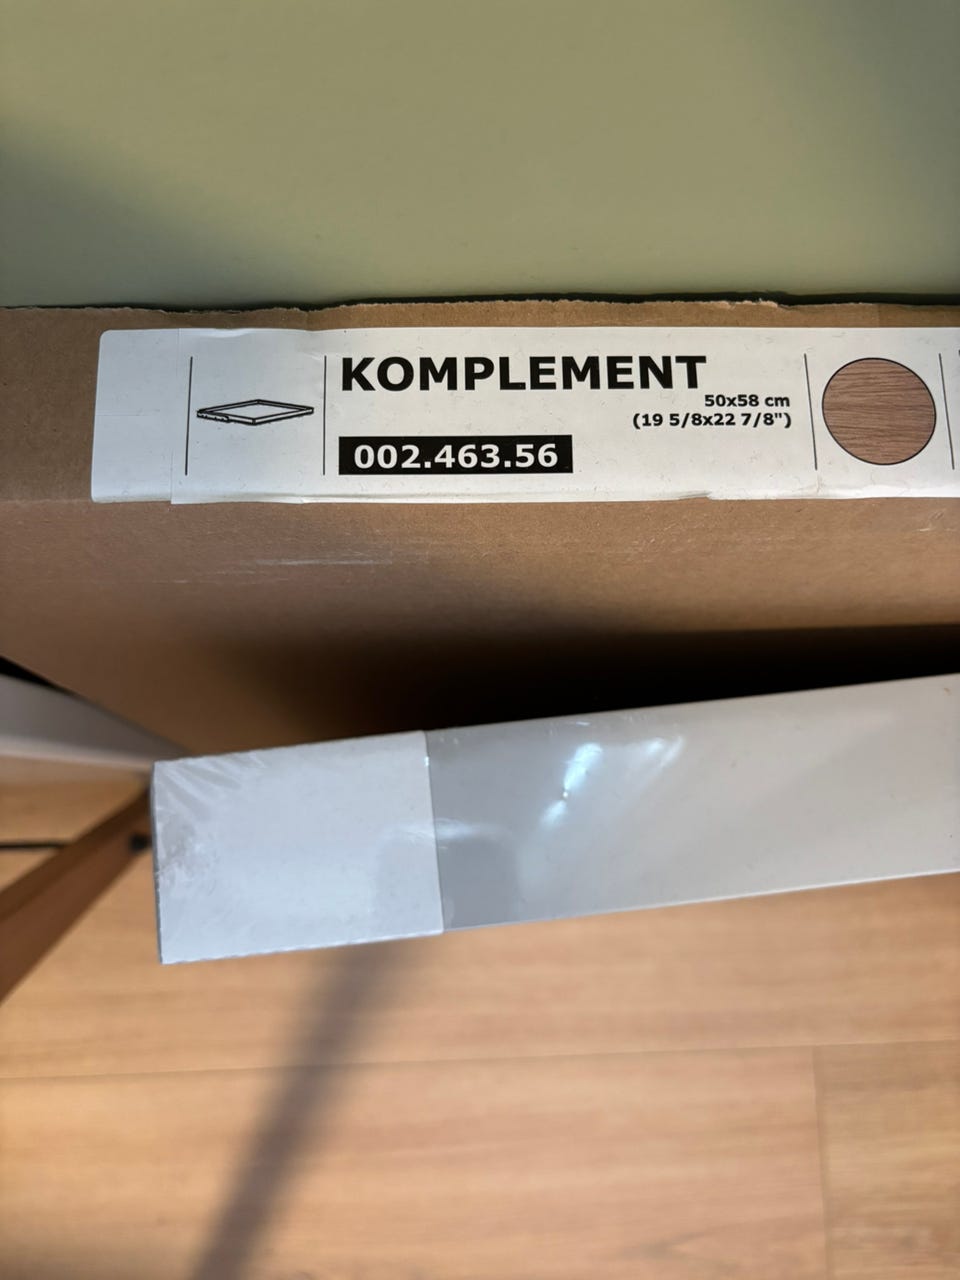 KOMPLEMENT
50x58 cm
(19 5/8x22 7/8")
002.463.56